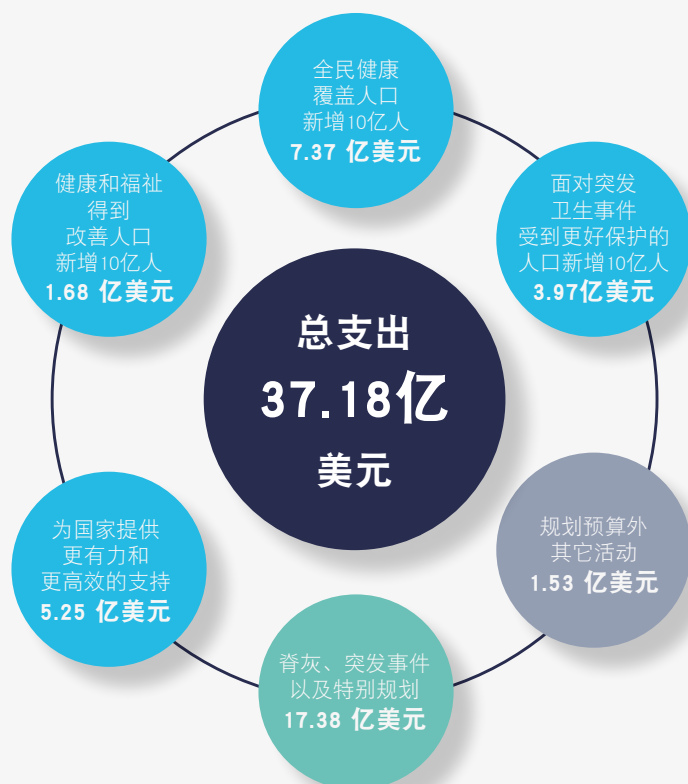 全民健康
覆盖人口
新增10亿人
7.37 亿美元
面对突发
卫生事件
受到更好保护的
人口新增10亿人
3.97亿美元
规划预算外
其它活动
1.53 亿美元
脊灰、突发事件
以及特别规划
17.38 亿美元
为国家提供
更有力和
更高效的支持
5.25 亿美元
健康和福祉
得到
改善人口
新增10亿人
1.68 亿美元
总支出
37.18亿
美元